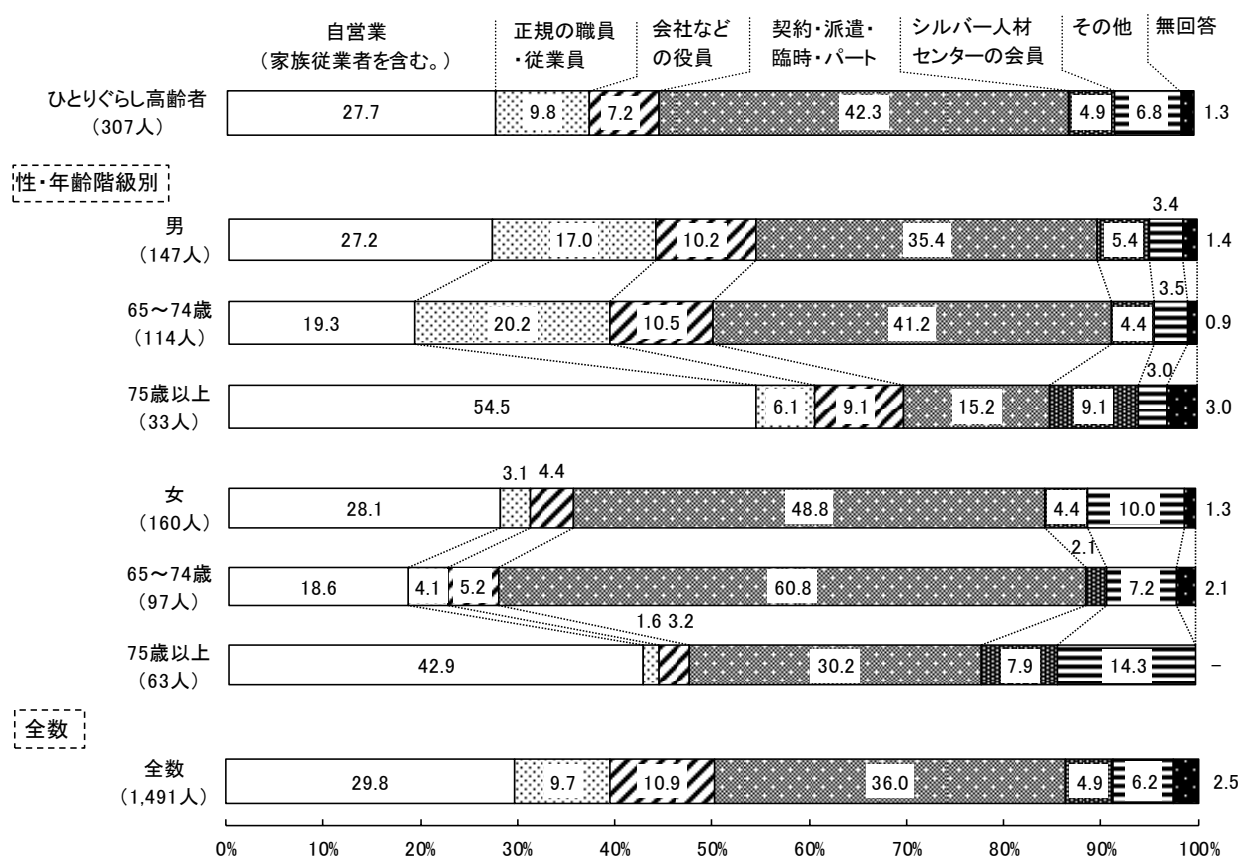 自営業
(家族従業者を含む。)
正規の職員
・従業員
会社など
の役員
契約・派遣・
臨時・パート
シルバー人材
センターの会員
その他
無回答
ひとりぐらし高齢者
(307人)
27.7 9.8 7.2 42.3 4.9 6.8 1.3
性・年齢階級別
3.4
男
(147人)
27.2 17.0 10.2 35.4 5.4 1.4
3.5
65～74歳
(114人)
19.3 20.2 10.5 41.2 4.4 0.9
3.0
75歳以上
(33人)
54.5 6.1 9.1 15.2 9.1 3.0
3.1 4.4
女
(160人)
28.1 48.8 4.4 10.0 1.3
2.1
65～74歳
(97人)
18.6 4.1 5.2 60.8 7.2 2.1
1.6 3.2
75歳以上
(63人)
42.9 30.2 7.9 14.3 -
全数
全数
(1,491人)
29.8 9.7 10.9 36.0 4.9 6.2 2.5
0% 10% 20% 30% 40% 50% 60% 70% 80% 90% 100%